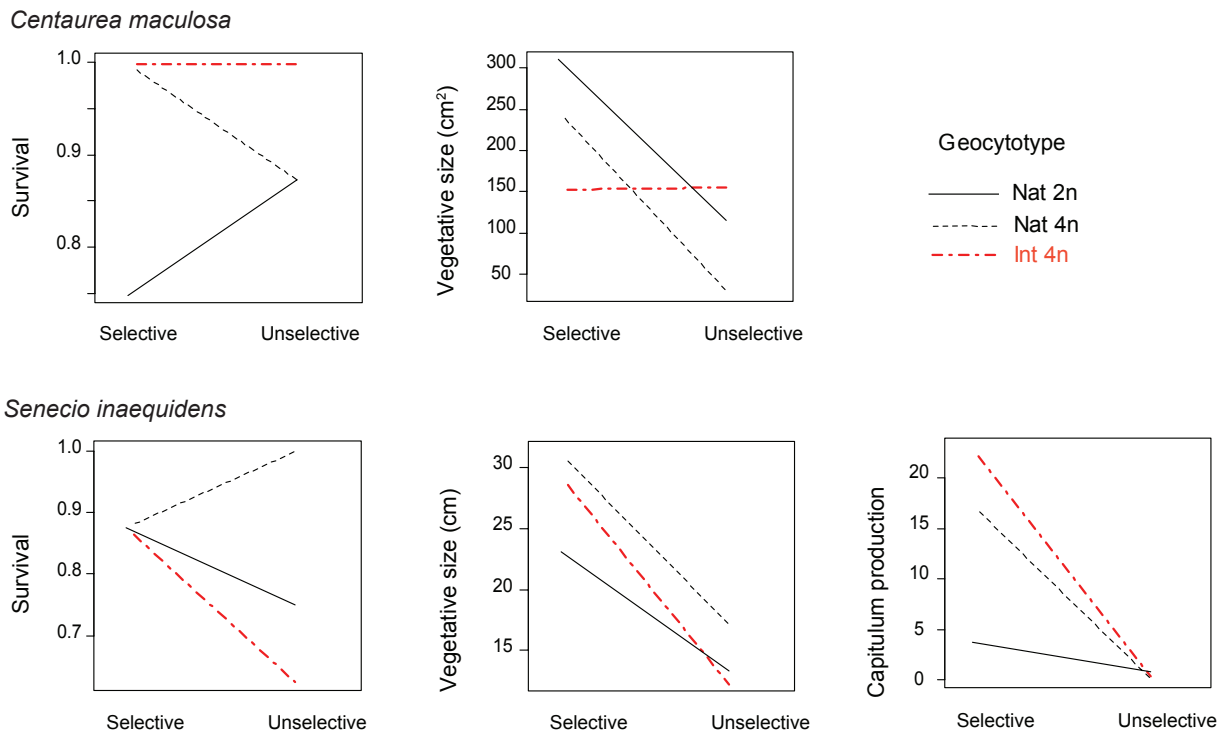 Centaurea maculosa
Survival
1.0
0.9
0.8
Selective Unselective
Vegetative size (cm²)
300
250
200
150
100
50
Selective Unselective
Geocytotype
Nat 2n
Nat 4n
Int 4n
Senecio inaequidens
Survival
1.0
0.9
0.8
0.7
Selective Unselective
Vegetative size (cm)
30
25
20
15
Selective Unselective
Capitulum production
20
15
10
5
0
Selective Unselective